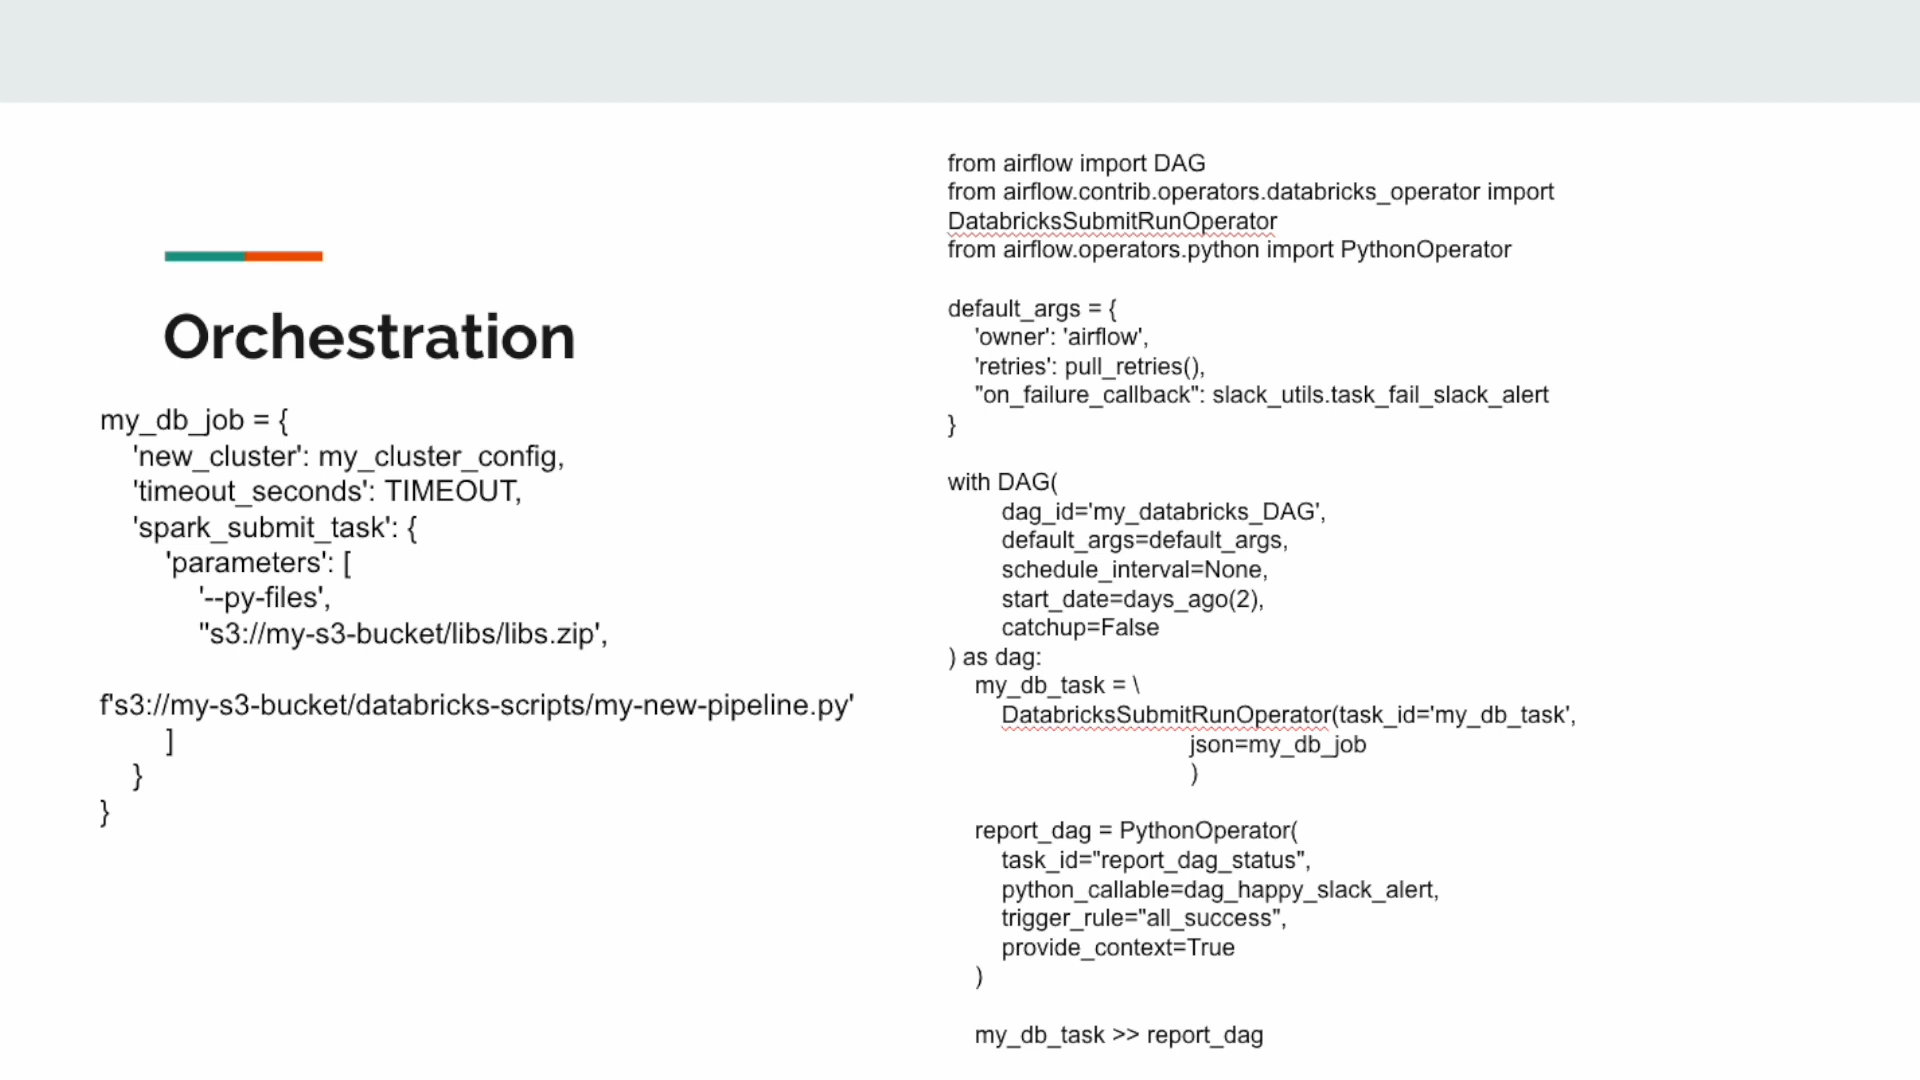 Orchestration
my_db_job = {
    'new_cluster': my_cluster_config,
    'timeout_seconds': TIMEOUT,
    'spark_submit_task': {
        'parameters': [
            '--py-files',
            "s3://my-s3-bucket/libs/libs.zip',
f's3://my-s3-bucket/databricks-scripts/my-new-pipeline.py'
        ]
    }
}
from airflow import DAG
from airflow.contrib.operators.databricks_operator import
DatabricksSubmitRunOperator
from airflow.operators.python import PythonOperator
default_args = {
    'owner': 'airflow',
    'retries': pull_retries(),
    "on_failure_callback": slack_utils.task_fail_slack_alert
}
with DAG(
        dag_id='my_databricks_DAG',
        default_args=default_args,
        schedule_interval=None,
        start_date=days_ago(2),
        catchup=False
) as dag:
    my_db_task = \
        DatabricksSubmitRunOperator(task_id='my_db_task',
                                    json=my_db_job
                                    )
    report_dag = PythonOperator(
        task_id="report_dag_status",
        python_callable=dag_happy_slack_alert,
        trigger_rule="all_success",
        provide_context=True
    )
    my_db_task >> report_dag